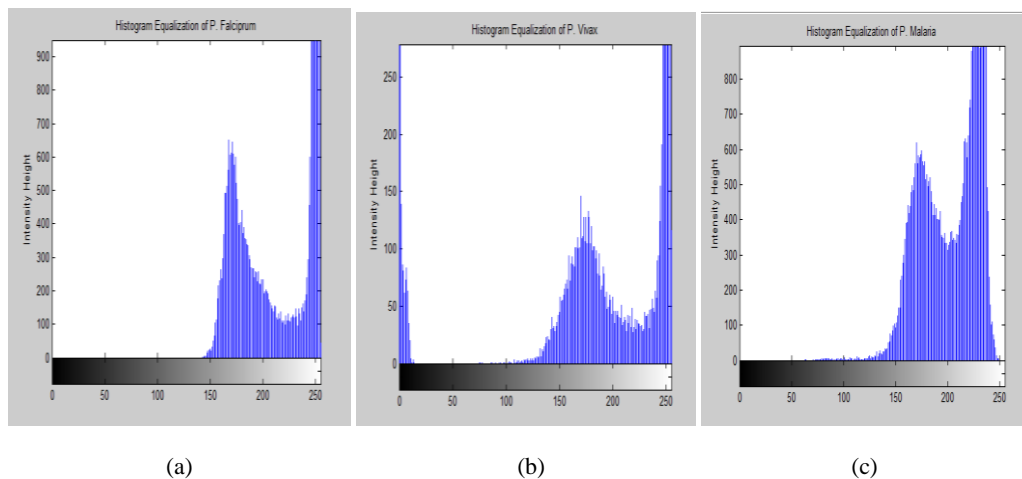 Histogram Equalization of P. Falciprum
900
800
700
600
500
400
300
200
100
0
Intensity Height
0 50 100 150 200 250
(a)
Histogram Equalization of P. Vivax
250
200
150
100
50
0
Intensity Height
0 50 100 150 200 250
(b)
Histogram Equalization of P. Malaria
800
700
600
500
400
300
200
100
0
Intensity Height
0 50 100 150 200 250
(c)